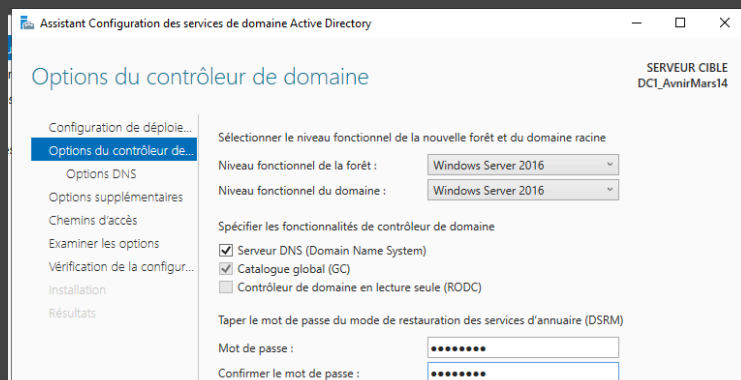 Assistant Configuration des services de domaine Active Directory
Options du contrôleur de domaine
SERVEUR CIBLE
DC1_AvnirMars14
Configuration de déploie...
Options du contrôleur de...
Options DNS
Options supplémentaires
Chemins d'accès
Examiner les options
Vérification de la configur...
Installation
Résultats
Sélectionner le niveau fonctionnel de la nouvelle forêt et du domaine racine
Niveau fonctionnel de la forêt : Windows Server 2016
Niveau fonctionnel du domaine : Windows Server 2016
Spécifier les fonctionnalités de contrôleur de domaine
Serveur DNS (Domain Name System)
Catalogue global (GC)
Contrôleur de domaine en lecture seule (RODC)
Taper le mot de passe du mode de restauration des services d'annuaire (DSRM)
Mot de passe : ••••••••
Confirmer le mot de passe : ••••••••